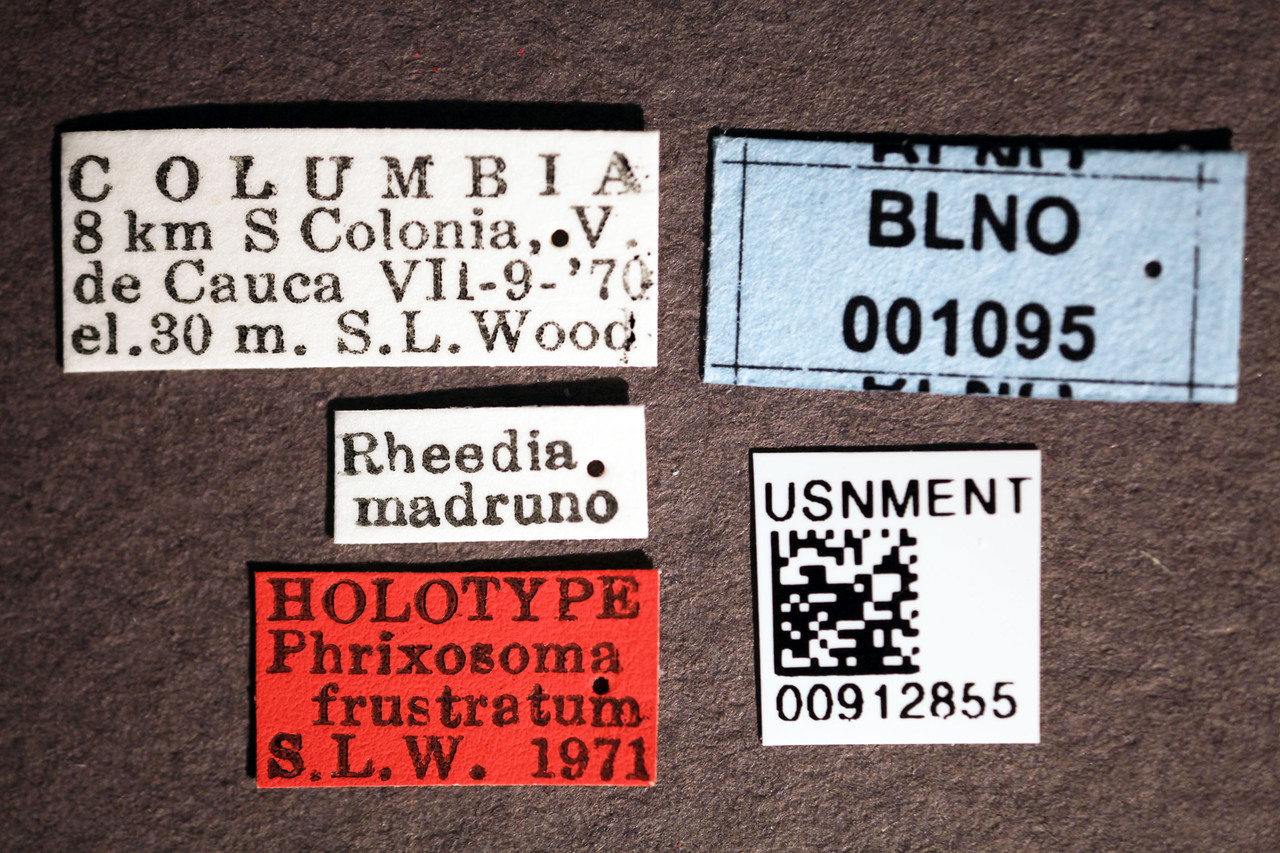 C O L U M B I A
8 km S Colonia, V.
de Cauca VII-9-'70
el.30 m. S.L.Wood
BLNO
001095
Rheedia
madruno
USNMENT
00912855
HOLOTYPE
Phrixosoma
frustratum
S.L.W. 1971